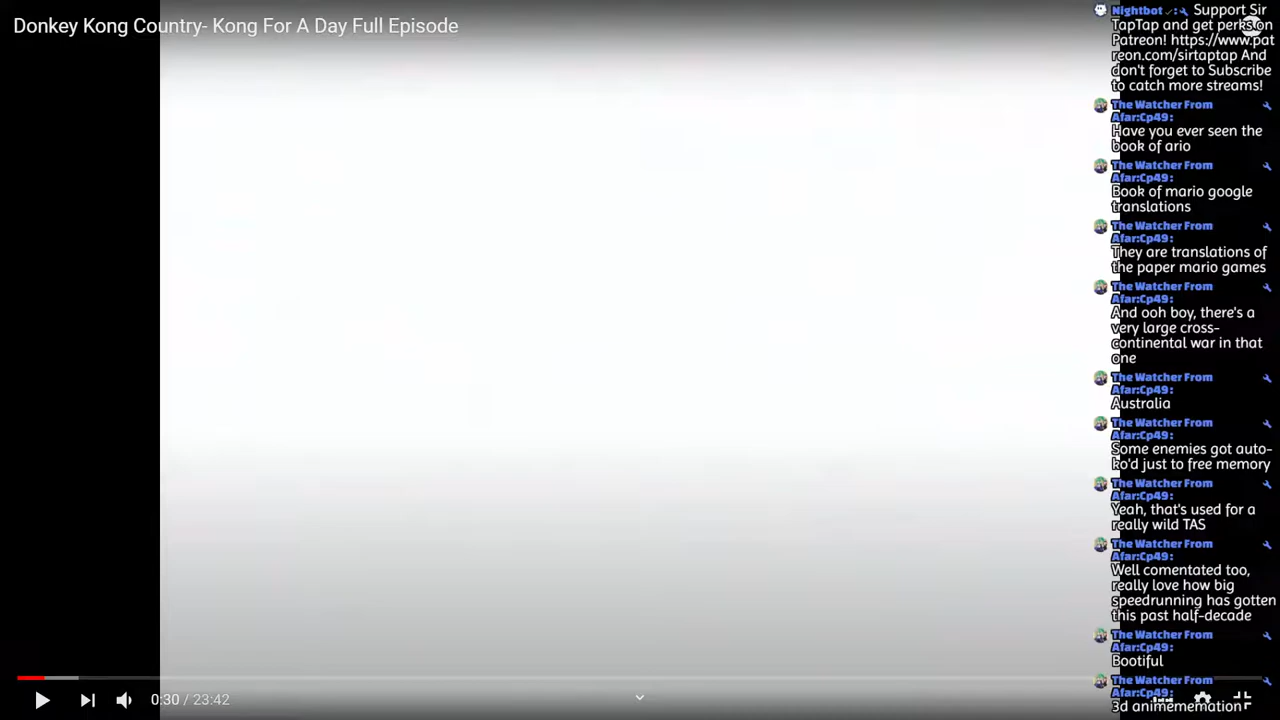 Donkey Kong Country- Kong For A Day Full Episode
Nightbot : Support Sir
TapTap and get perks on
Patreon! https://www.pat
reon.com/sirtaptap And
don't forget to Subscribe
to catch more streams!
The Watcher From
Afar:Cp49:
Have you ever seen the
book of ario
The Watcher From
Afar:Cp49:
Book of mario google
translations
The Watcher From
Afar:Cp49:
They are translations of
the paper mario games
The Watcher From
Afar:Cp49:
And ooh boy, there's a
very large cross-
continental war in that
one
The Watcher From
Afar:Cp49:
Australia
The Watcher From
Afar:Cp49:
Some enemies got auto-
ko'd just to free memory
The Watcher From
Afar:Cp49:
Yeah, that's used for a
really wild TAS
The Watcher From
Afar:Cp49:
Well comentated too,
really love how big
speedrunning has gotten
this past half-decade
The Watcher From
Afar:Cp49:
Bootiful
The Watcher From
Afar:Cp49:
3d animemementation
0:30 / 23:42